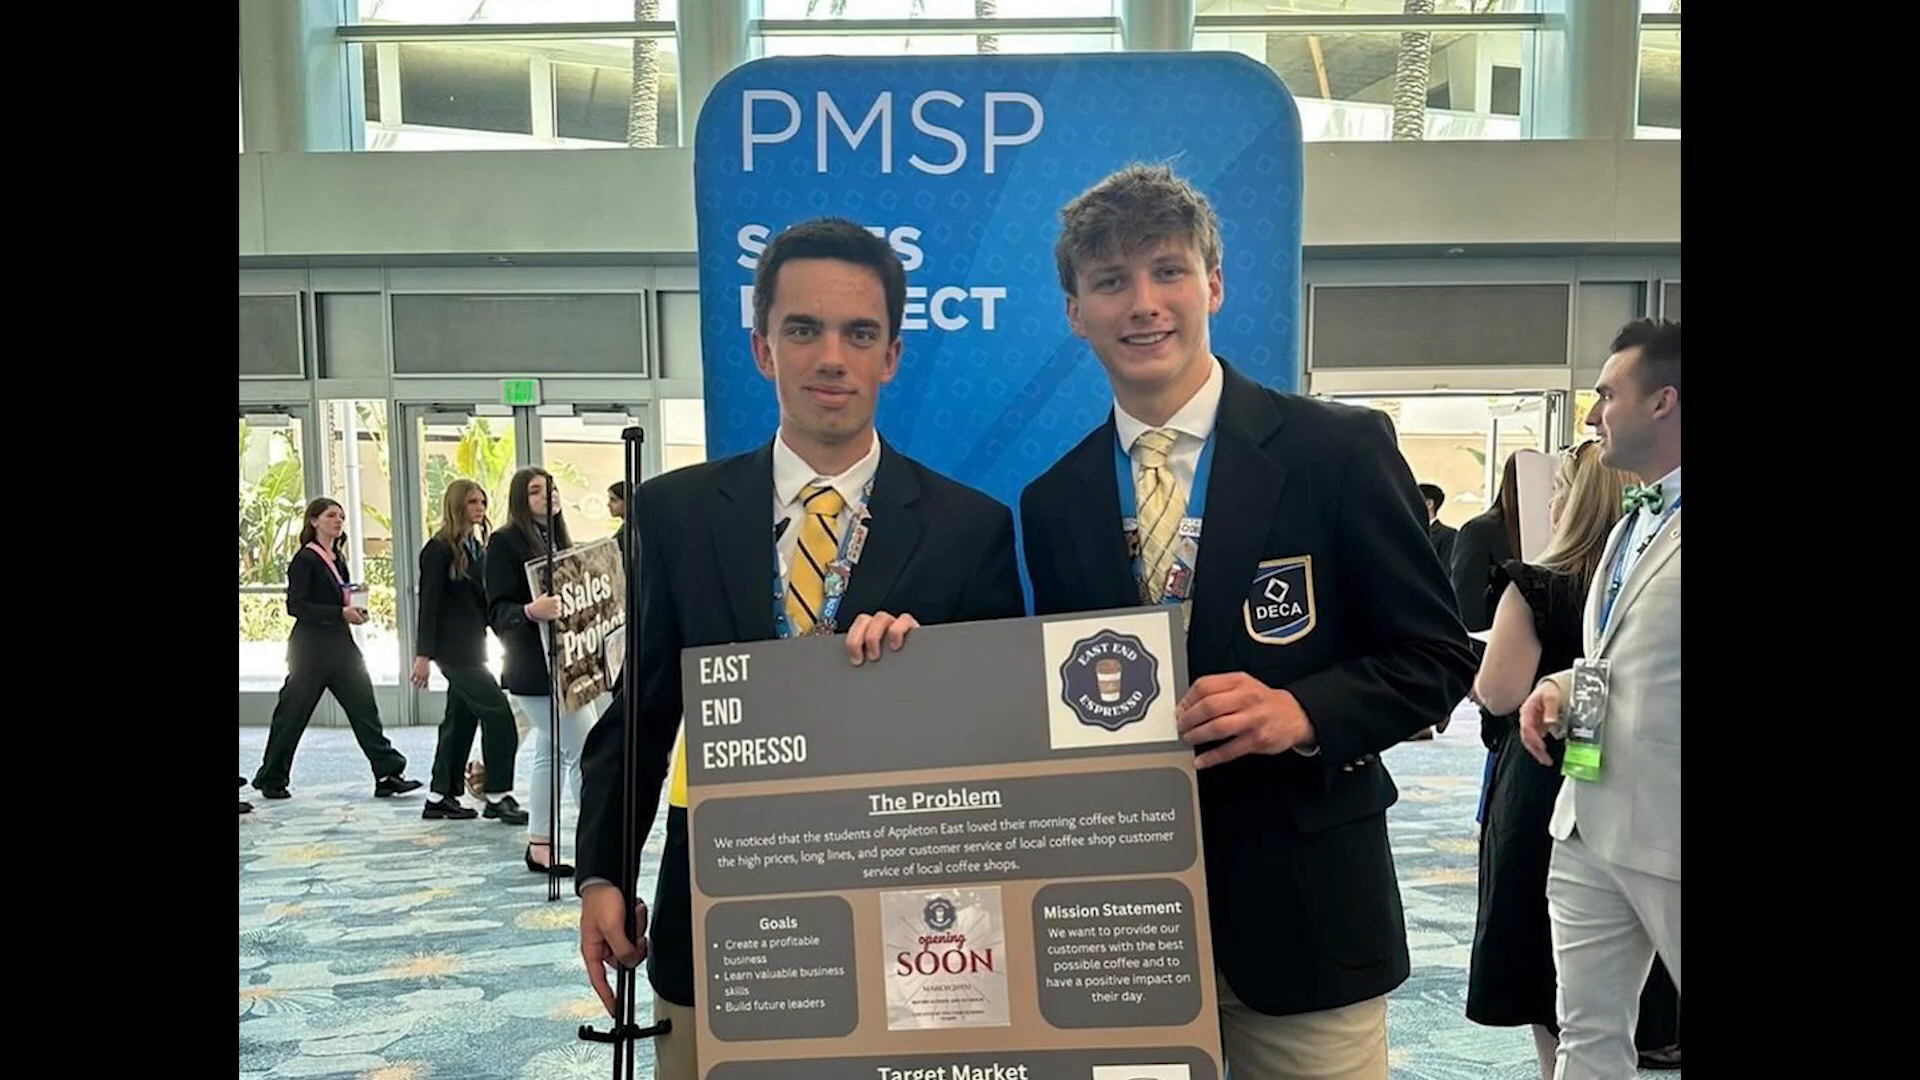 PMSP
SALES
PROJECT
Sales
Project
DECA
EAST
END
ESPRESSO
EAST END
ESPRESSO
The Problem
We noticed that the students of Appleton East loved their morning coffee but hated
the high prices, long lines, and poor customer service of local coffee shop customer
service of local coffee shops.
Goals
• Create a profitable
business
• Learn valuable business
skills
• Build future leaders
opening
SOON
MARCH 20TH
Mission Statement
We want to provide our
customers with the best
possible coffee and to
have a positive impact on
their day.
Target Market